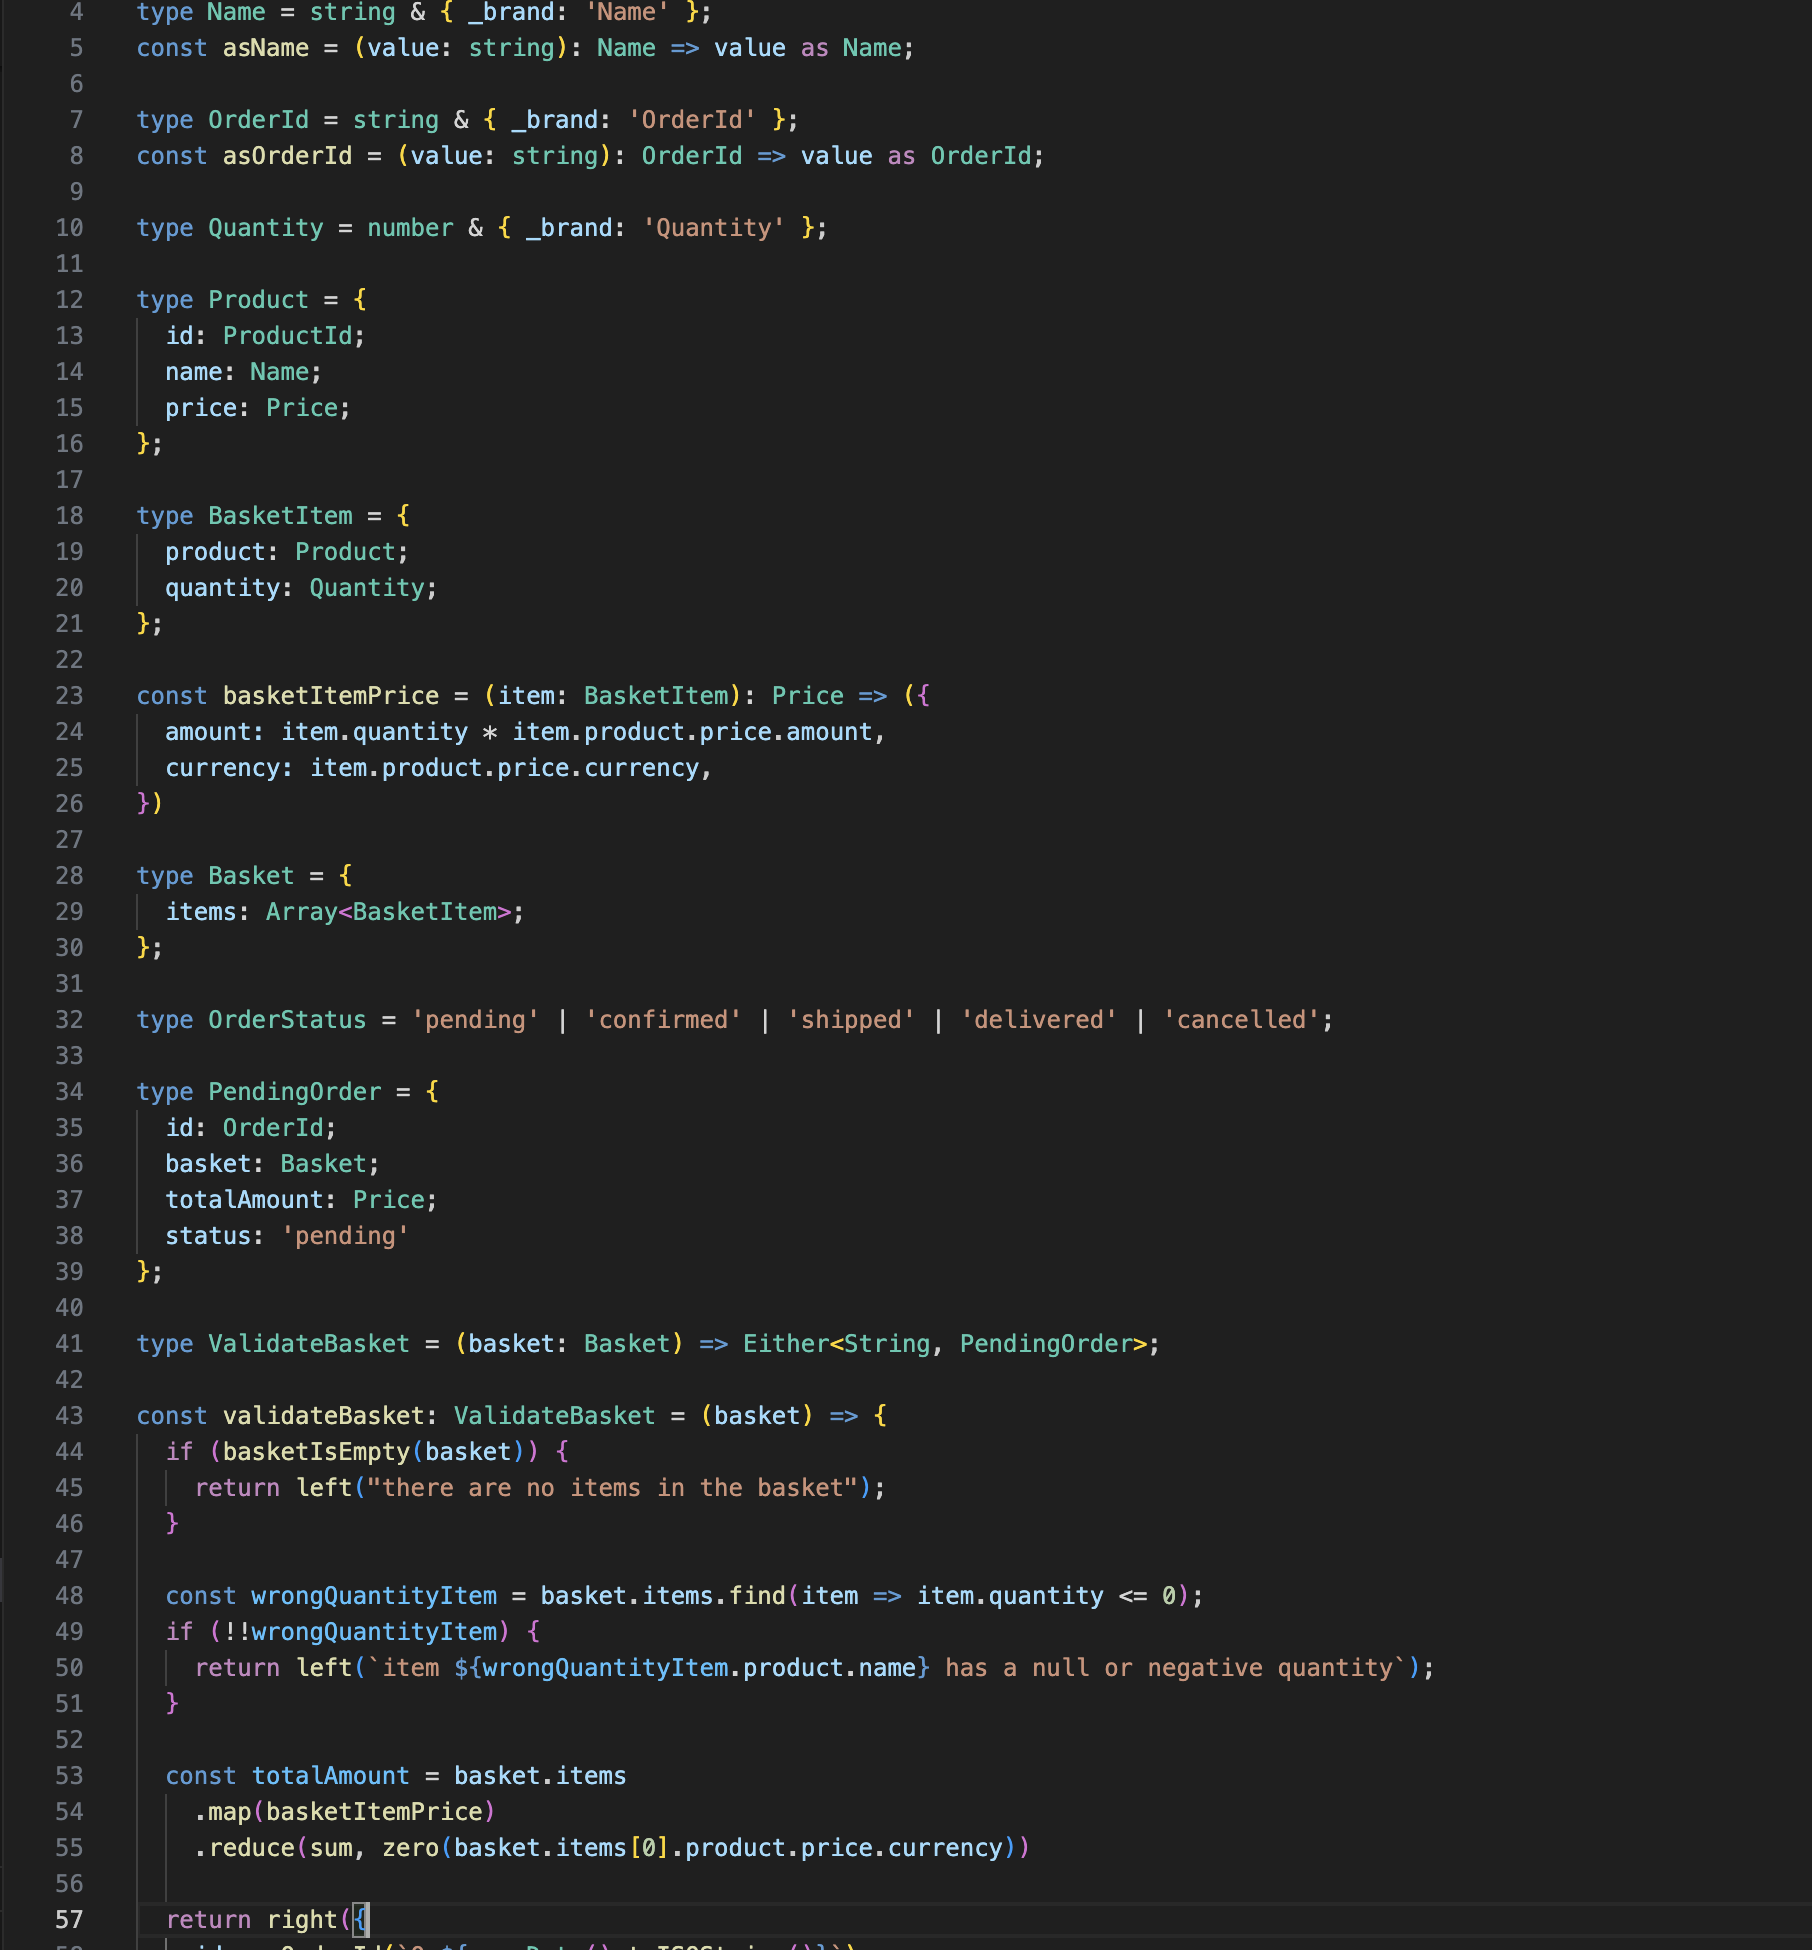 4 type Name = string & { _brand: 'Name' };
5 const asName = (value: string): Name => value as Name;
6
7 type OrderId = string & { _brand: 'OrderId' };
8 const asOrderId = (value: string): OrderId => value as OrderId;
9
10 type Quantity = number & { _brand: 'Quantity' };
11
12 type Product = {
13   id: ProductId;
14   name: Name;
15   price: Price;
16 };
17
18 type BasketItem = {
19   product: Product;
20   quantity: Quantity;
21 };
22
23 const basketItemPrice = (item: BasketItem): Price => ({
24   amount: item.quantity * item.product.price.amount,
25   currency: item.product.price.currency,
26 })
27
28 type Basket = {
29   items: Array<BasketItem>;
30 };
31
32 type OrderStatus = 'pending' | 'confirmed' | 'shipped' | 'delivered' | 'cancelled';
33
34 type PendingOrder = {
35   id: OrderId;
36   basket: Basket;
37   totalAmount: Price;
38   status: 'pending'
39 };
40
41 type ValidateBasket = (basket: Basket) => Either<String, PendingOrder>;
42
43 const validateBasket: ValidateBasket = (basket) => {
44   if (basketIsEmpty(basket)) {
45     return left("there are no items in the basket");
46   }
47
48   const wrongQuantityItem = basket.items.find(item => item.quantity <= 0);
49   if (!!wrongQuantityItem) {
50     return left(`item ${wrongQuantityItem.product.name} has a null or negative quantity`);
51   }
52
53   const totalAmount = basket.items
54     .map(basketItemPrice)
55     .reduce(sum, zero(basket.items[0].product.price.currency))
56
57   return right({